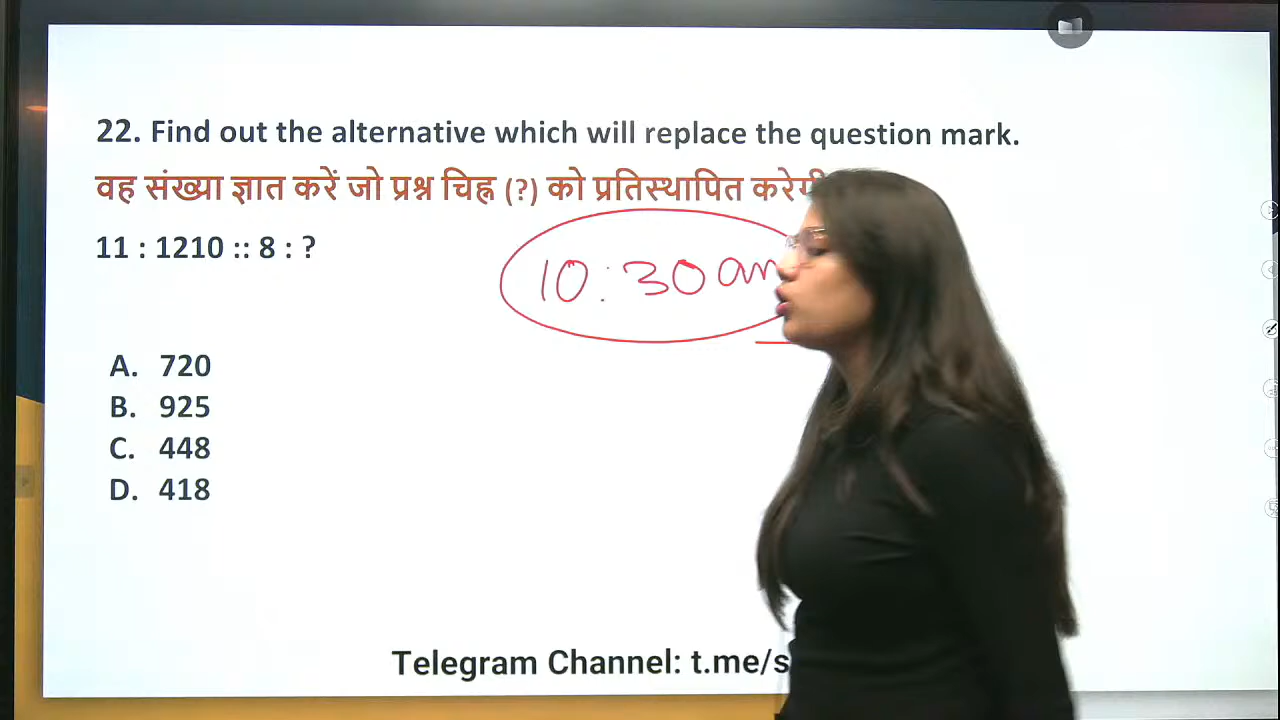 22. Find out the alternative which will replace the question mark.
वह संख्या ज्ञात करें जो प्रश्न चिह्न (?) को प्रतिस्थापित
11 : 1210 :: 8 : ?
10:30 am
A. 720
B. 925
C. 448
D. 418
Telegram Channel: t.me/s